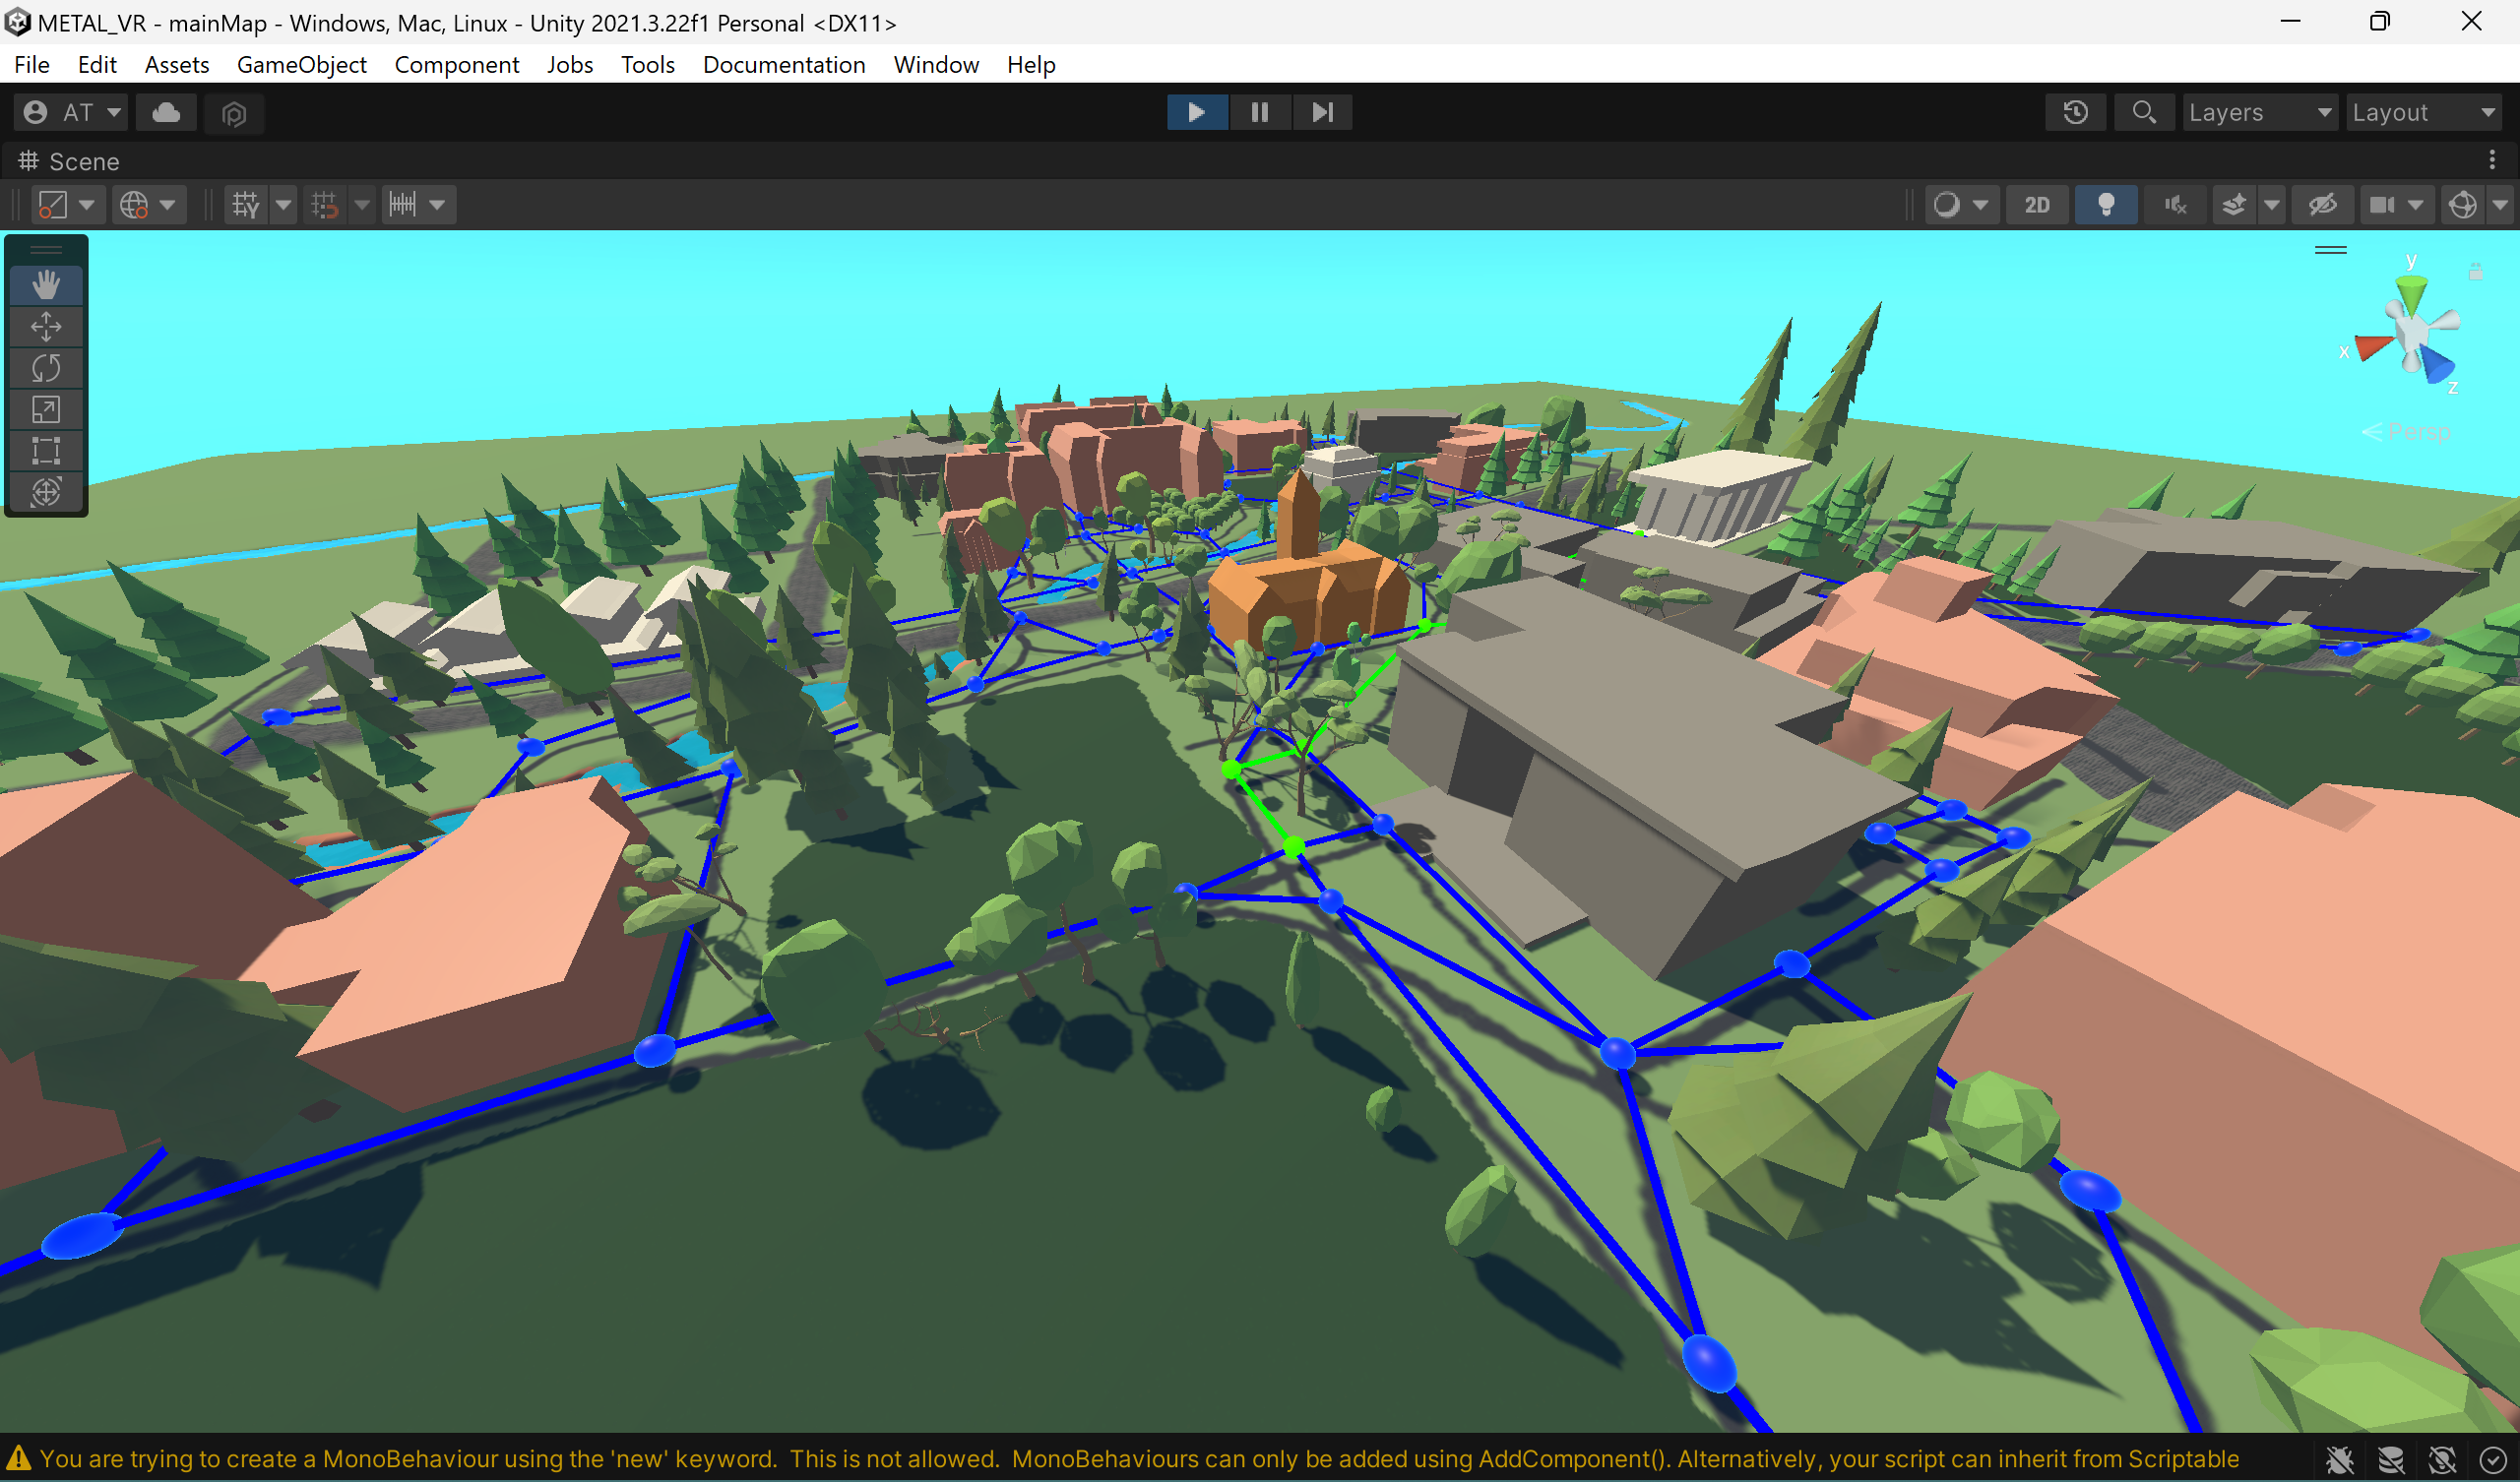 METAL_VR - mainMap - Windows, Mac, Linux - Unity 2021.3.22f1 Personal <DX11>
File Edit Assets GameObject Component Jobs Tools Documentation Window Help
AT Layers Layout
Scene
2D
y
x
z
Persp
You are trying to create a MonoBehaviour using the 'new' keyword. This is not allowed. MonoBehaviours can only be added using AddComponent(). Alternatively, your script can inherit from Scriptable